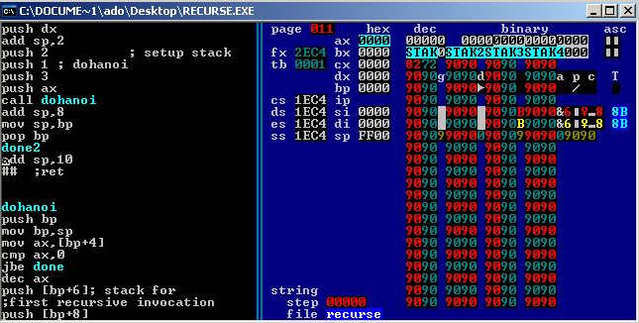 C:\DOCUME~1\ado\Desktop\RECURSE.EXE
push dx
add sp,2
push 2 ; setup stack
push 1 ; dohanoi
push 3
push ax
call dohanoi
add sp,8
mov sp,bp
pop bp
done2
add sp,10
## ;ret
dohanoi
push bp
mov bp,sp
mov ax,[bp+4]
cmp ax,0
jbe done
dec ax
push [bp+6]; stack for
;first recursive invocation
push [bp+8]
page 011 hex dec binary asc
ax 0000 00000 0000000000000000
fx 2EC4 bx 0000 STAK0STAK2STAK3STAK4000
tb 0001 cx 0000 0272 9090 9090 9090
dx 0000 9090g 9090d 9090 9090 a p c T
bp 0000 9090 9090 9090 9090 /
cs 1EC4 ip 9090 9090 9090 9090
ds 1EC4 si 0000 9090 9090 9090 8B
es 1EC4 di 0000 9090 9090 9090 8B
ss 1EC4 sp FF00 9090
9090 9090 9090 9090
9090 9090 9090 9090
9090 9090 9090 9090
9090 9090 9090 9090
9090 9090 9090 9090
9090 9090 9090 9090
9090 9090 9090 9090
9090 9090 9090 9090
9090 9090 9090 9090
9090 9090 9090 9090
9090 9090 9090 9090
9090 9090 9090 9090
string 9090 9090 9090 9090
step 00000 9090 9090 9090 9090
file recurse